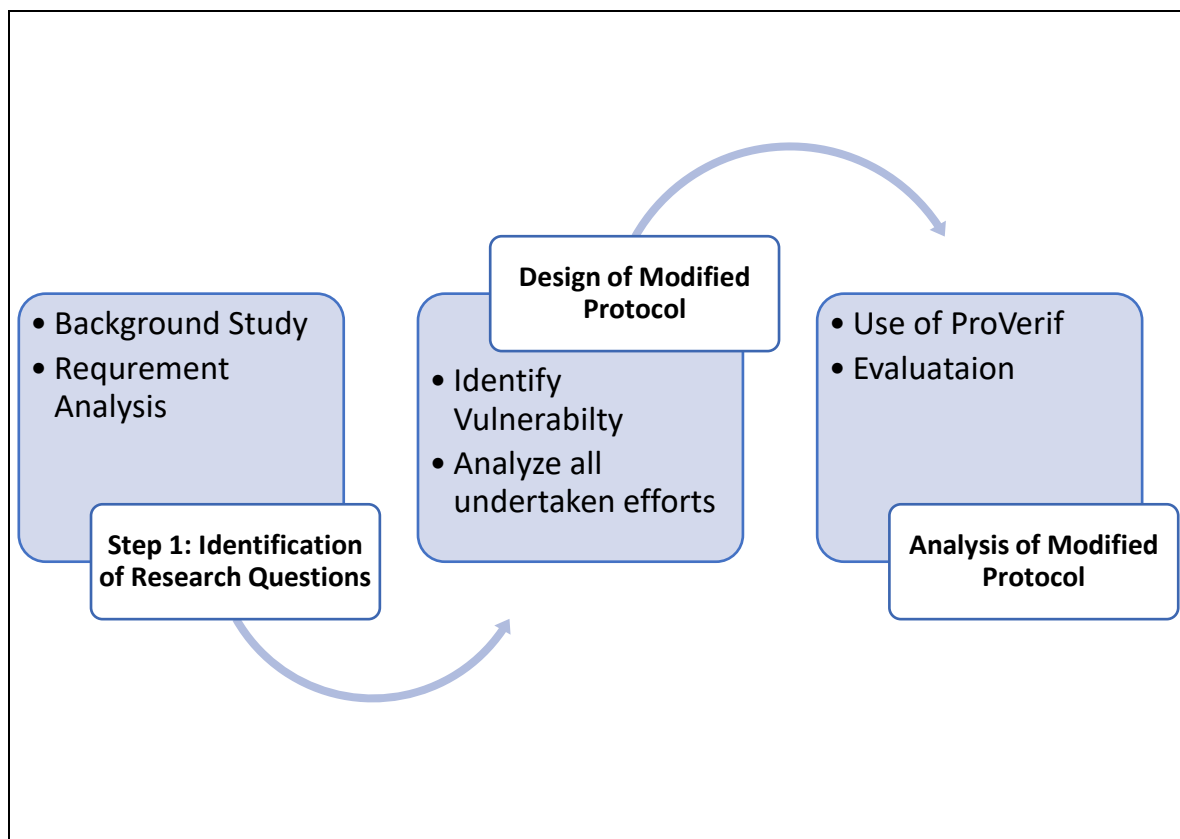 • Background Study
• Requrement
Analysis
Step 1: Identification
of Research Questions
Design of Modified
Protocol
• Identify
Vulnerabilty
• Analyze all
undertaken efforts
• Use of ProVerif
• Evaluataion
Analysis of Modified
Protocol